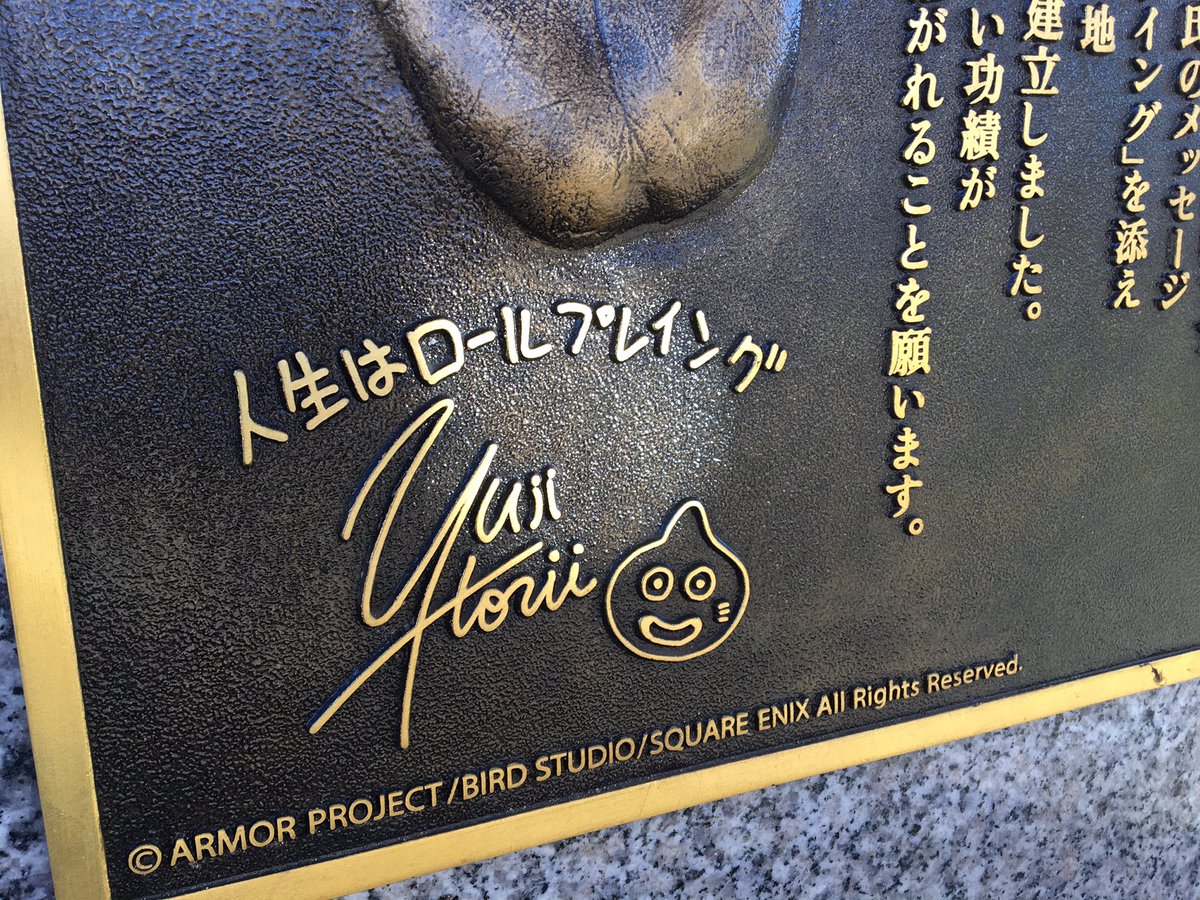 氏のメッセージ
イング」を添え
地
建立しました。
い功績が
がれることを願います。
人生はロールプレイング
Yuji
Horii
© ARMOR PROJECT/BIRD STUDIO/SQUARE ENIX All Rights Reserved.